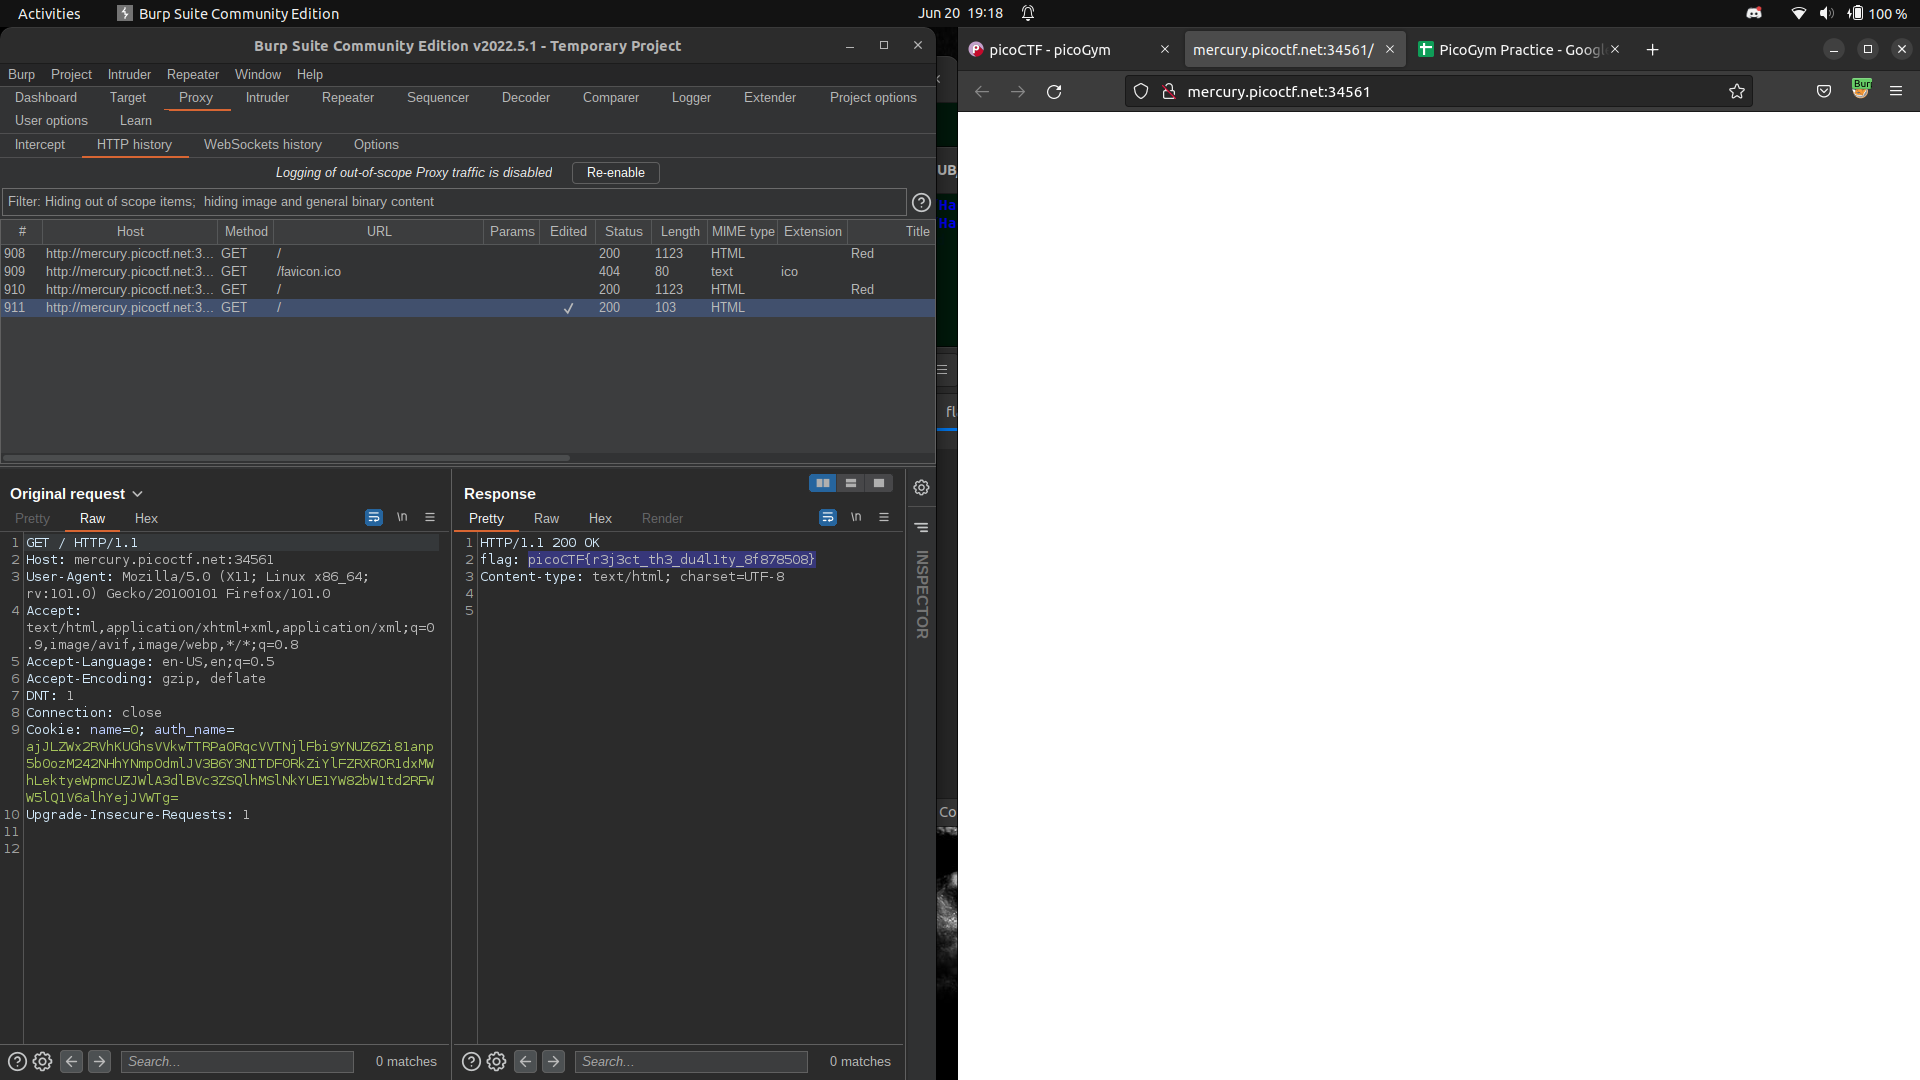 Activities Burp Suite Community Edition Jun 20 19:18 100 %
Burp Suite Community Edition v2022.5.1 - Temporary Project
Burp Project Intruder Repeater Window Help
Dashboard Target Proxy Intruder Repeater Sequencer Decoder Comparer Logger Extender Project options
User options Learn
Intercept HTTP history WebSockets history Options
Logging of out-of-scope Proxy traffic is disabled Re-enable
Filter: Hiding out of scope items; hiding image and general binary content
# Host Method URL Params Edited Status Length MIME type Extension Title
908 http://mercury.picoctf.net:3... GET / 200 1123 HTML Red
909 http://mercury.picoctf.net:3... GET /favicon.ico 404 80 text ico
910 http://mercury.picoctf.net:3... GET / 200 1123 HTML Red
911 http://mercury.picoctf.net:3... GET / ✓ 200 103 HTML
Original request
Pretty Raw Hex \n
1 GET / HTTP/1.1
2 Host: mercury.picoctf.net:34561
3 User-Agent: Mozilla/5.0 (X11; Linux x86_64;
rv:101.0) Gecko/20100101 Firefox/101.0
4 Accept:
text/html,application/xhtml+xml,application/xml;q=0
.9,image/avif,image/webp,*/*;q=0.8
5 Accept-Language: en-US,en;q=0.5
6 Accept-Encoding: gzip, deflate
7 DNT: 1
8 Connection: close
9 Cookie: name=0; auth_name=
10 Upgrade-Insecure-Requests: 1
11
12
Search... 0 matches
Response
Pretty Raw Hex Render \n
1 HTTP/1.1 200 OK
2 flag: picoCTF{r3j3ct_th3_du4l1ty_8f878508}
3 Content-type: text/html; charset=UTF-8
4
5
Search... 0 matches
INSPECTOR
picoCTF - picoGym mercury.picoctf.net:34561/ PicoGym Practice - Googl
mercury.picoctf.net:34561 Burp
UB
Ha
Ha
fl
Co